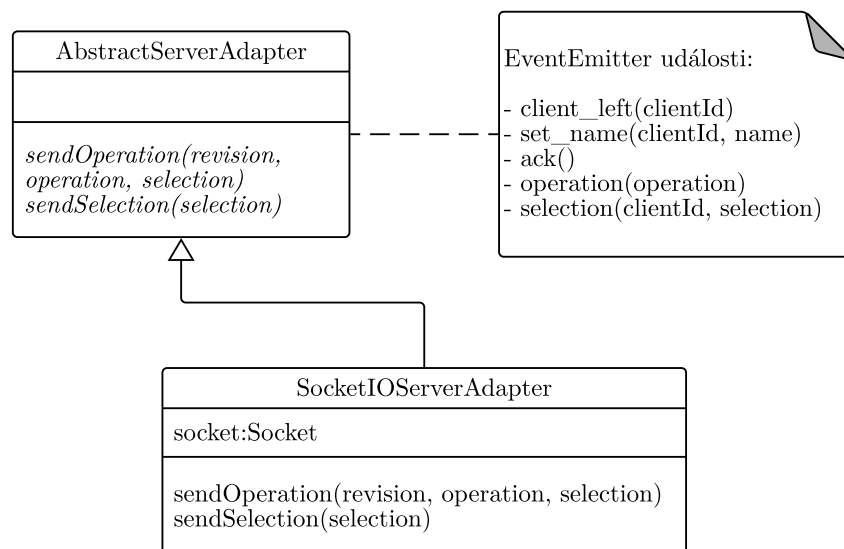 AbstractServerAdapter
sendOperation(revision,
operation, selection)
sendSelection(selection)
EventEmitter události:
- client_left(clientId)
- set_name(clientId, name)
- ack()
- operation(operation)
- selection(clientId, selection)
SocketIOServerAdapter
socket:Socket
sendOperation(revision, operation, selection)
sendSelection(selection)